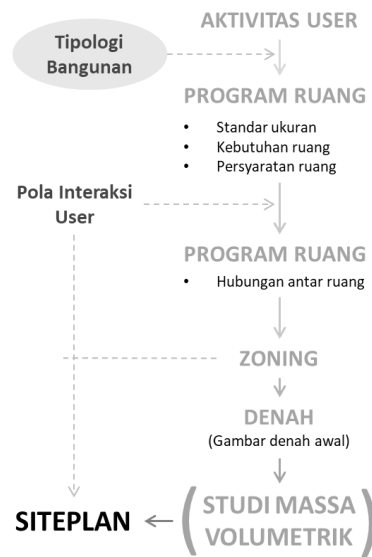 AKTIVITAS USER
Tipologi
Bangunan
PROGRAM RUANG
• Standar ukuran
• Kebutuhan ruang
• Persyaratan ruang
Pola Interaksi
User
PROGRAM RUANG
• Hubungan antar ruang
ZONING
DENAH
(Gambar denah awal)
SITEPLAN
(STUDI MASSA
VOLUMETRIK)